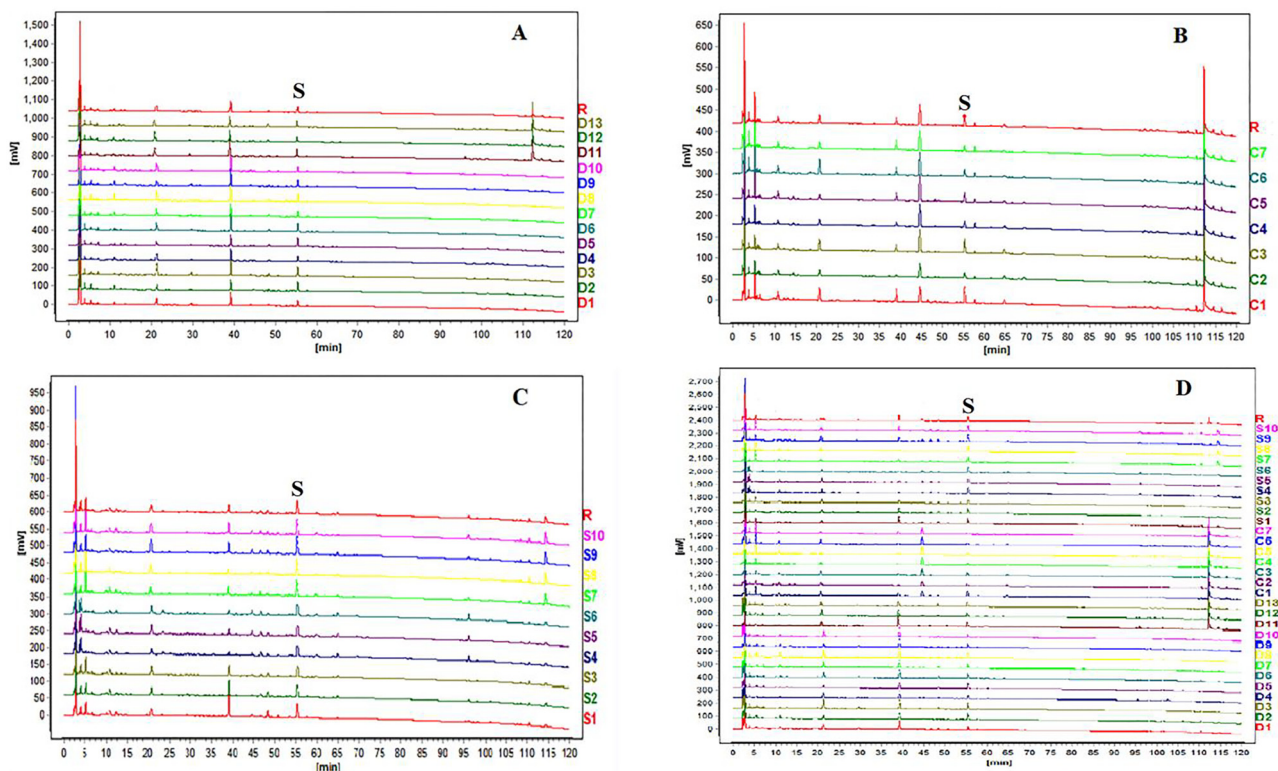 A
S
[mV]
1,500
1,400
1,300
1,200
1,100
1,000
900
800
700
600
500
400
300
200
100
0
R
D13
D12
D11
D10
D9
D8
D7
D6
D5
D4
D3
D2
D1
0 10 20 30 40 50 60 70 80 90 100 110 120
[min]
B
S
[mV]
650
600
550
500
450
400
350
300
250
200
150
100
50
0
R
C7
C6
C5
C4
C3
C2
C1
0 5 10 15 20 25 30 35 40 45 50 55 60 65 70 75 80 85 90 95 100 105 110 115 120
[min]
C
S
[mV]
950
900
850
800
750
700
650
600
550
500
450
400
350
300
250
200
150
100
50
0
R
S10
S9
S8
S7
S6
S5
S4
S3
S2
S1
0 5 10 15 20 25 30 35 40 45 50 55 60 65 70 75 80 85 90 95 100 105 110 115 120
[min]
D
S
[mV]
2,700
2,600
2,500
2,400
2,300
2,200
2,100
2,000
1,900
1,800
1,700
1,600
1,500
1,400
1,300
1,200
1,100
1,000
900
800
700
600
500
400
300
200
100
0
R
S10
S9
S8
S7
S6
S5
S4
S3
S2
S1
C7
C6
C5
C4
C3
C2
C1
D13
D12
D11
D10
D9
D8
D7
D6
D5
D4
D3
D2
D1
0 5 10 15 20 25 30 35 40 45 50 55 60 65 70 75 80 85 90 95 100 105 110 115 120
[min]